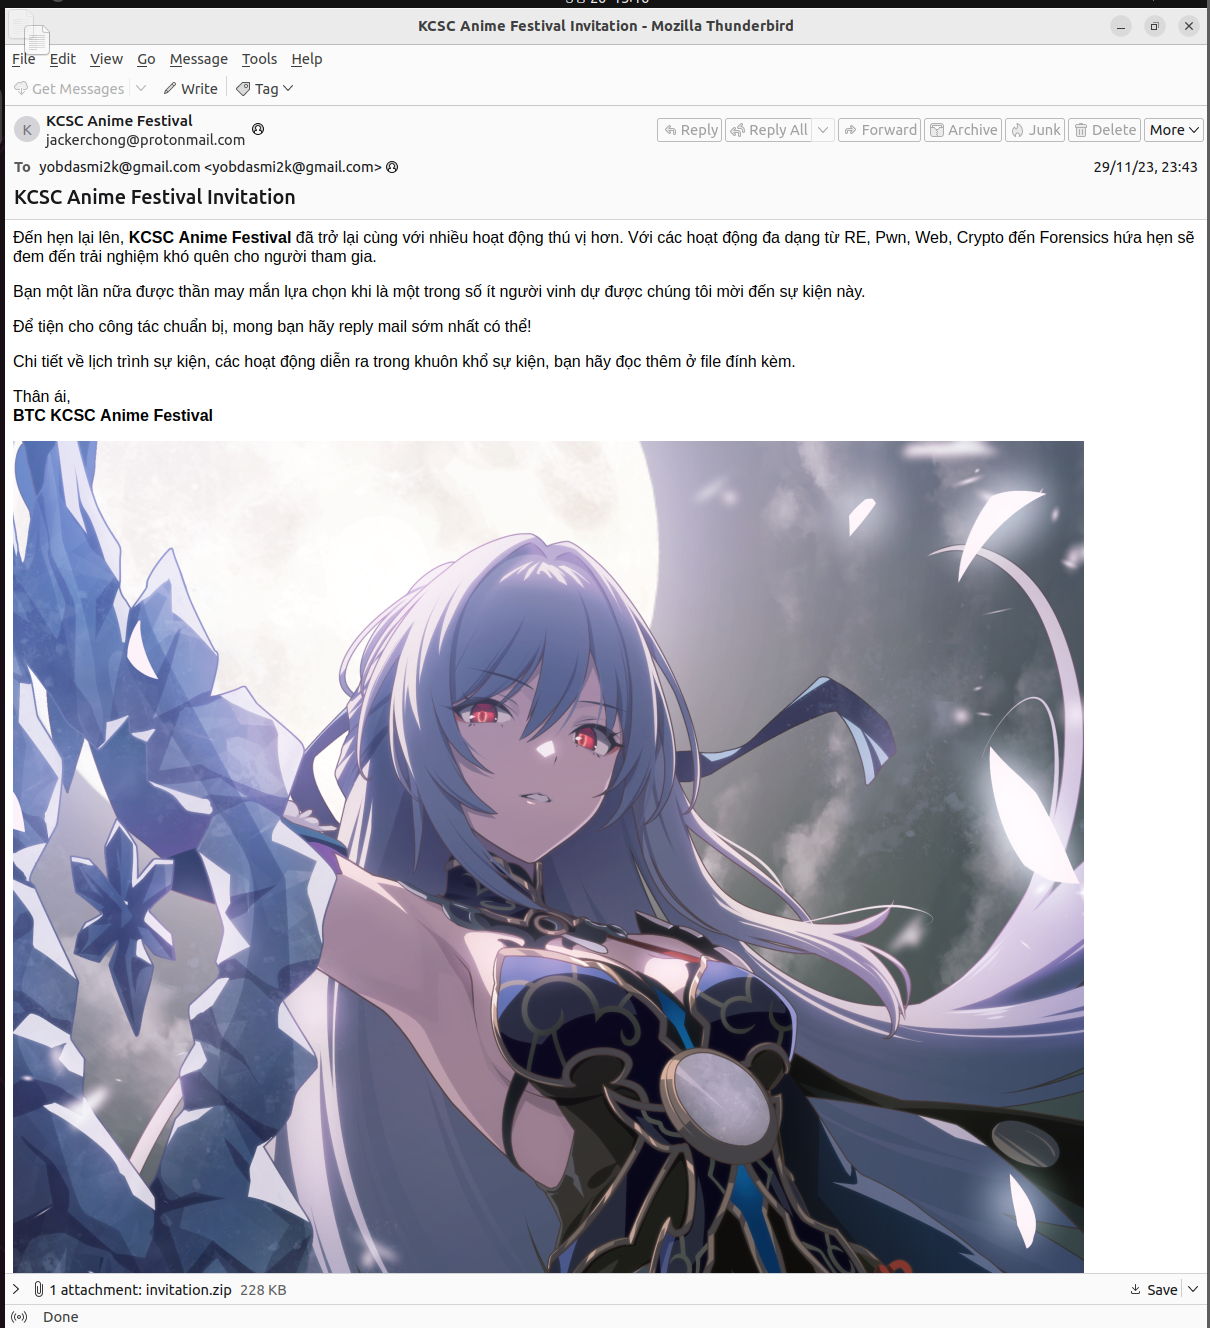 KCSC Anime Festival Invitation - Mozilla Thunderbird
File Edit View Go Message Tools Help
Get Messages Write Tag
K
KCSC Anime Festival
jackerchong@protonmail.com
Reply Reply All Forward Archive Junk Delete More
To yobdasmi2k@gmail.com <yobdasmi2k@gmail.com>
29/11/23, 23:43
KCSC Anime Festival Invitation
Đến hẹn lại lên, KCSC Anime Festival đã trở lại cùng với nhiều hoạt động thú vị hơn. Với các hoạt động đa dạng từ RE, Pwn, Web, Crypto đến Forensics hứa hẹn sẽ
đem đến trải nghiệm khó quên cho người tham gia.
Bạn một lần nữa được thần may mắn lựa chọn khi là một trong số ít người vinh dự được chúng tôi mời đến sự kiện này.
Để tiện cho công tác chuẩn bị, mong bạn hãy reply mail sớm nhất có thể!
Chi tiết về lịch trình sự kiện, các hoạt động diễn ra trong khuôn khổ sự kiện, bạn hãy đọc thêm ở file đính kèm.
Thân ái,
BTC KCSC Anime Festival
1 attachment: invitation.zip 228 KB
Save
Done